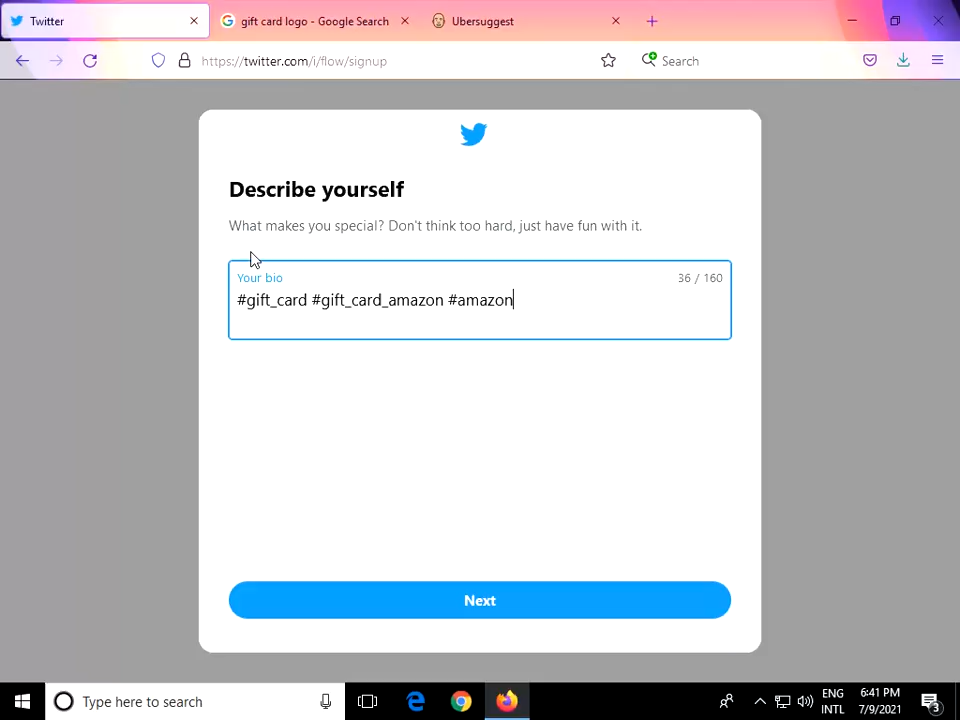 Twitter
gift card logo - Google Search
Ubersuggest
https://twitter.com/i/flow/signup
Search
Describe yourself
What makes you special? Don't think too hard, just have fun with it.
Your bio
36 / 160
#gift_card #gift_card_amazon #amazon
Next
Type here to search
ENG
INTL
6:41 PM
7/9/2021
3